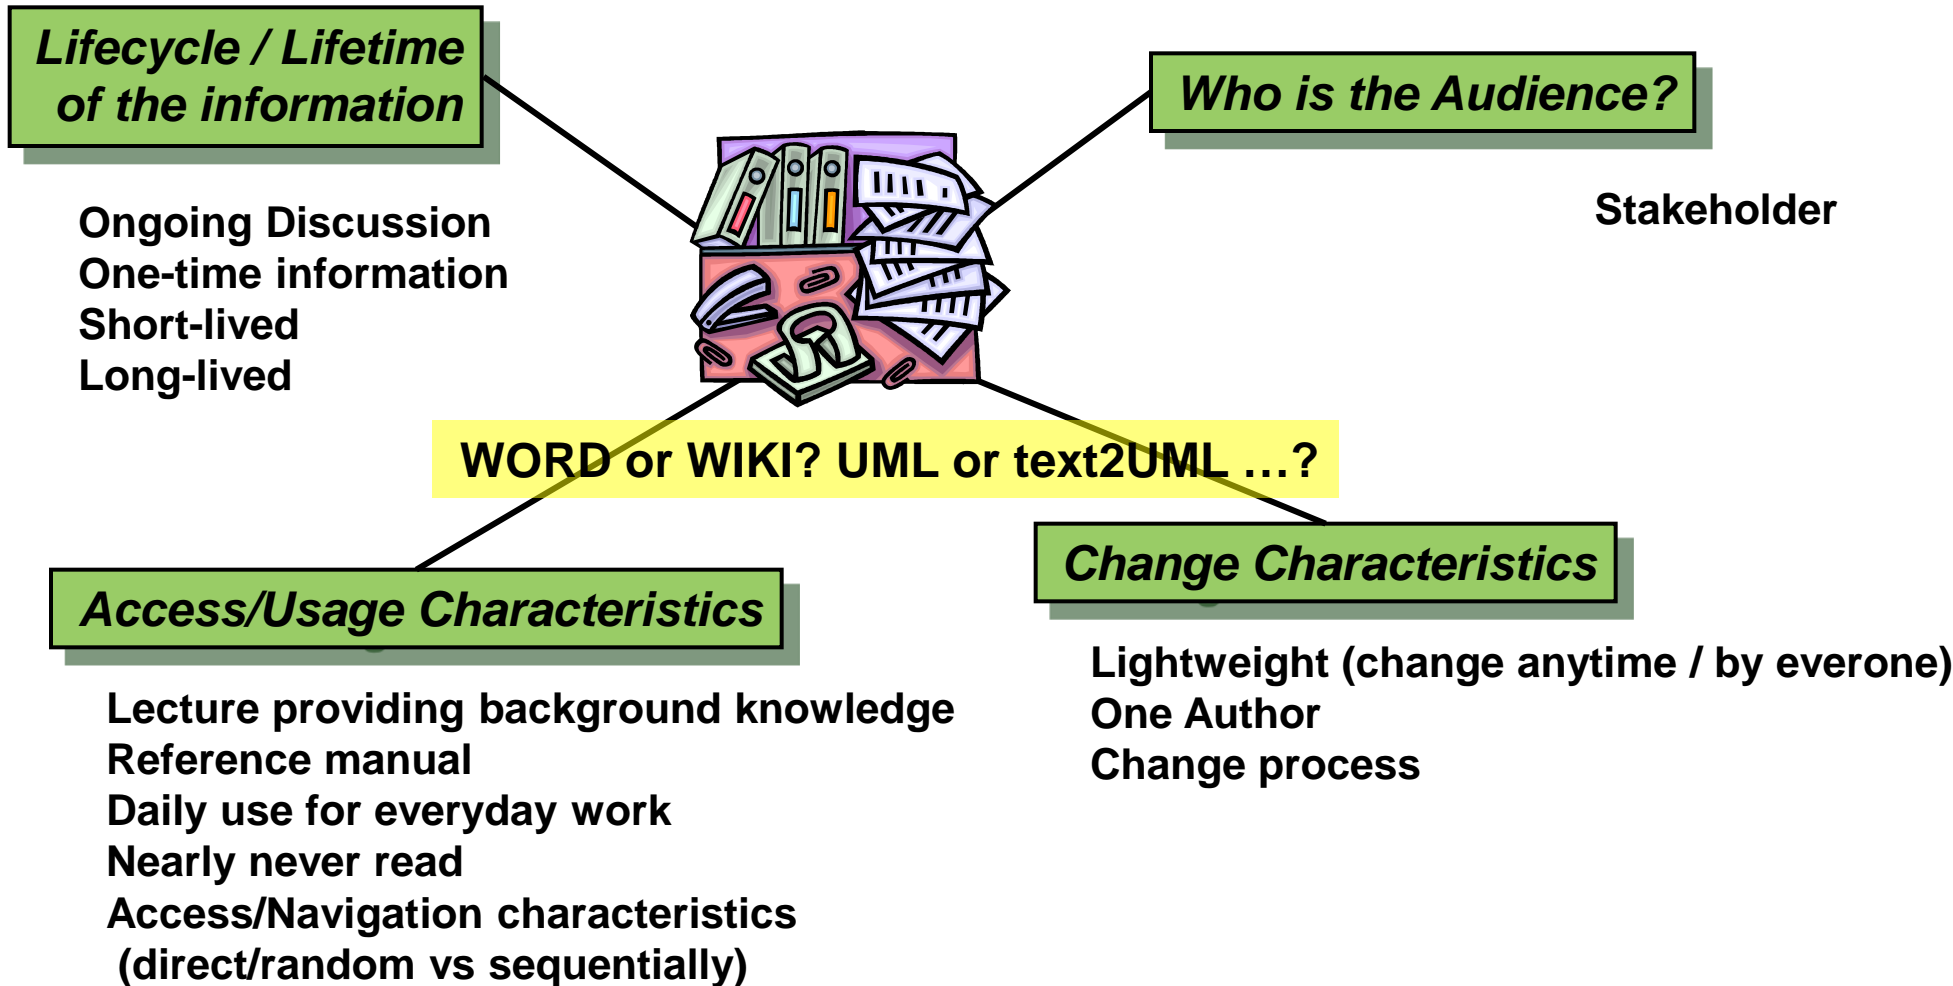 Lifecycle / Lifetime
of the information
Ongoing Discussion
One-time information
Short-lived
Long-lived
Who is the Audience?
Stakeholder
WORD or WIKI? UML or text2UML …?
Access/Usage Characteristics
Lecture providing background knowledge
Reference manual
Daily use for everyday work
Nearly never read
Access/Navigation characteristics
(direct/random vs sequentially)
Change Characteristics
Lightweight (change anytime / by everone)
One Author
Change process